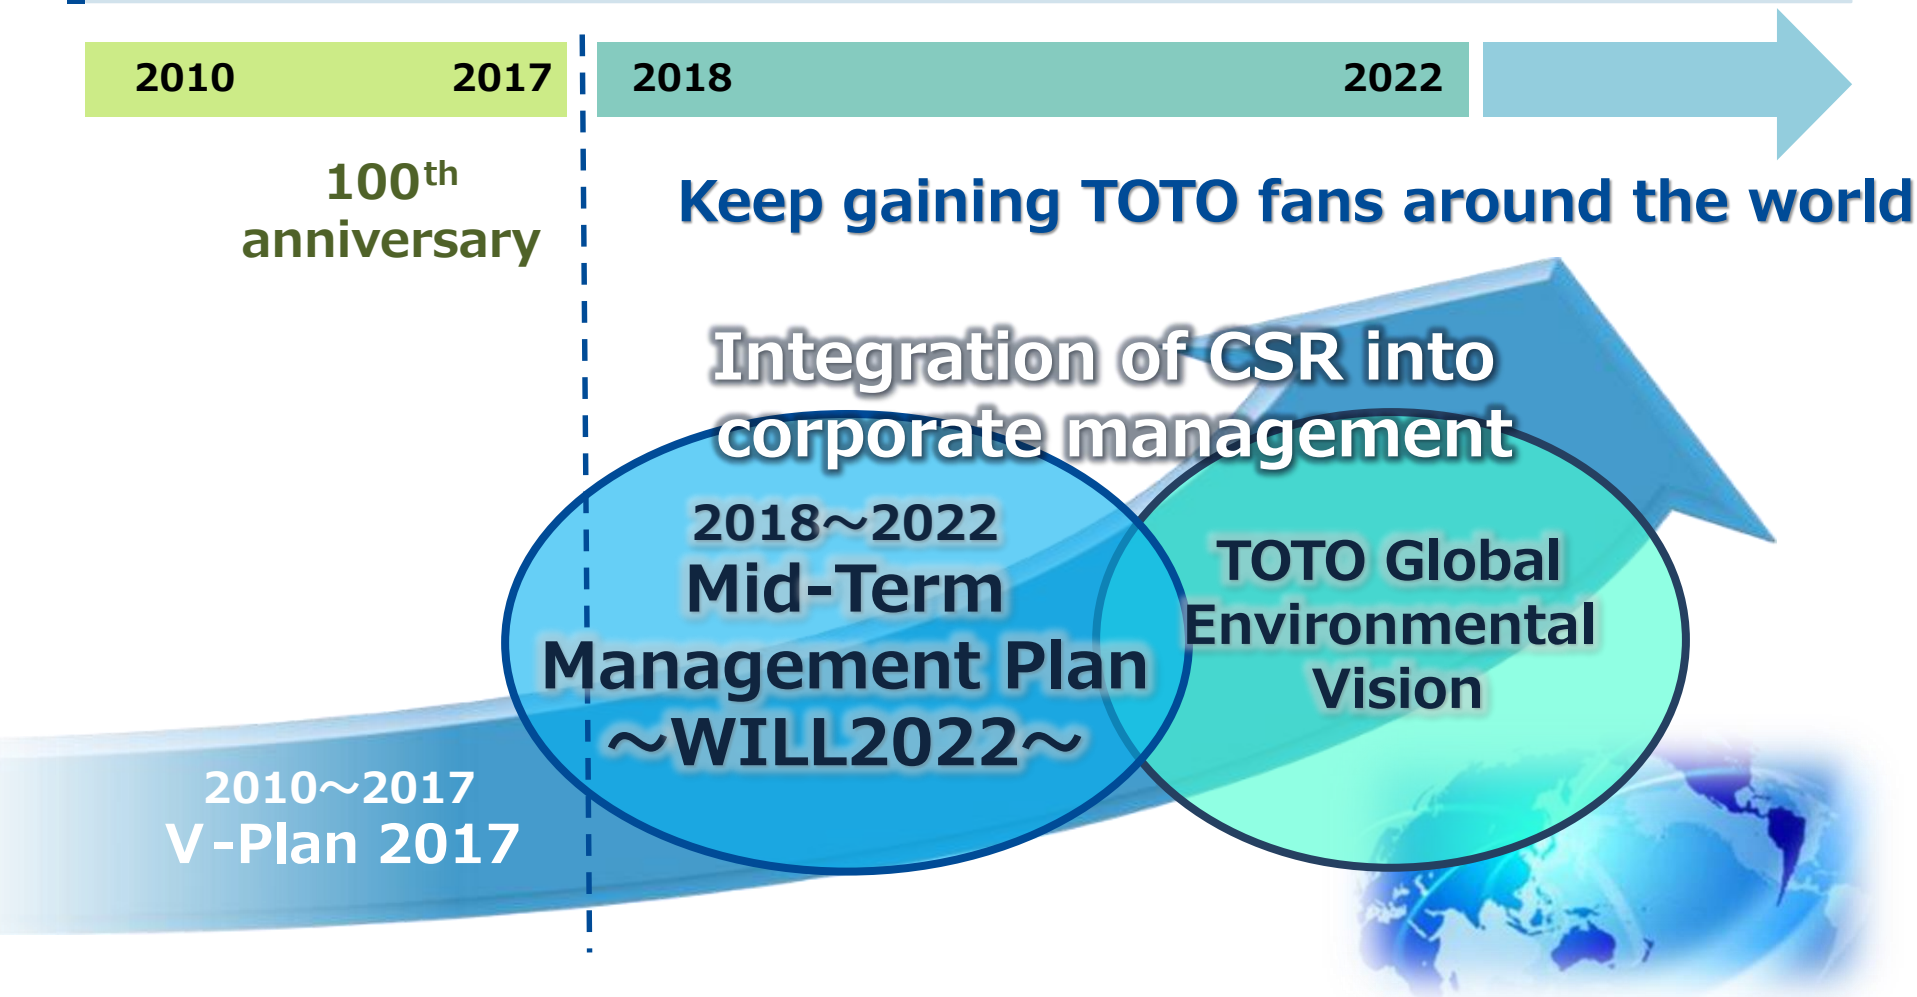 2010 2017 2018 2022
100th
anniversary
Keep gaining TOTO fans around the world
Integration of CSR into
corporate management
2018～2022
Mid-Term
Management Plan
～WILL2022～
TOTO Global
Environmental
Vision
2010～2017
V-Plan 2017